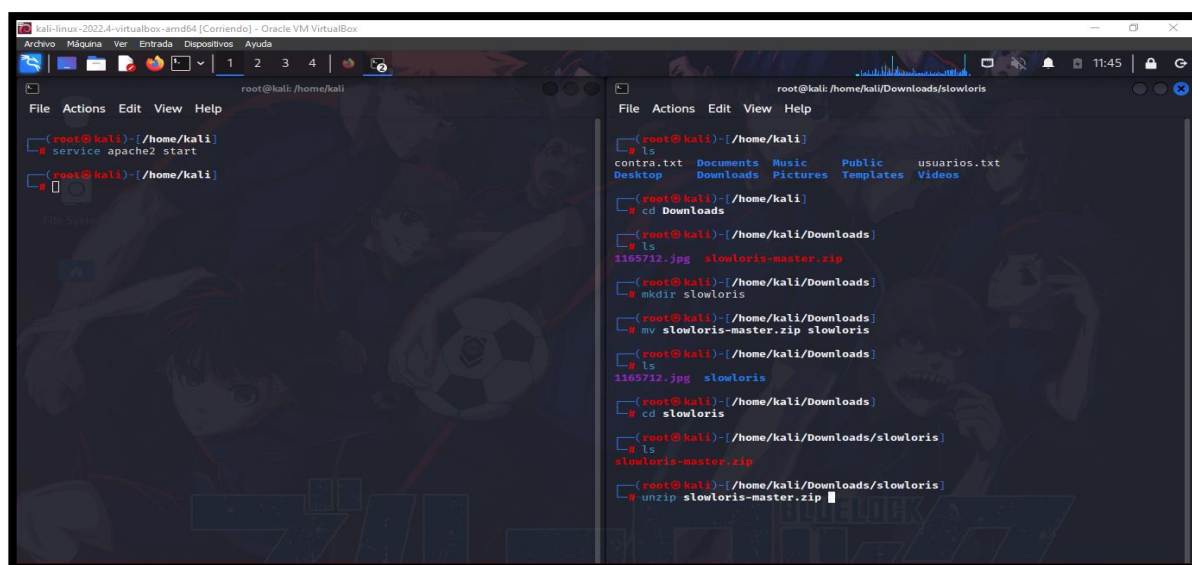 kali-linux-2022.4-virtualbox-amd64 [Corriendo] - Oracle VM VirtualBox
Archivo Máquina Ver Entrada Dispositivos Ayuda
1 2 3 4 11:45
root@kali: /home/kali
File Actions Edit View Help
(root㉿kali)-[/home/kali]
# service apache2 start
(root㉿kali)-[/home/kali]
#
File System
root@kali: /home/kali/Downloads/slowloris
File Actions Edit View Help
(root㉿kali)-[/home/kali]
# ls
contra.txt Documents Music Public usuarios.txt
Desktop Downloads Pictures Templates Videos
(root㉿kali)-[/home/kali]
# cd Downloads
(root㉿kali)-[/home/kali/Downloads]
# ls
1165712.jpg slowloris-master.zip
(root㉿kali)-[/home/kali/Downloads]
# mkdir slowloris
(root㉿kali)-[/home/kali/Downloads]
# mv slowloris-master.zip slowloris
(root㉿kali)-[/home/kali/Downloads]
# ls
1165712.jpg slowloris
(root㉿kali)-[/home/kali/Downloads]
# cd slowloris
(root㉿kali)-[/home/kali/Downloads/slowloris]
# ls
slowloris-master.zip
(root㉿kali)-[/home/kali/Downloads/slowloris]
# unzip slowloris-master.zip
BLUELOCK